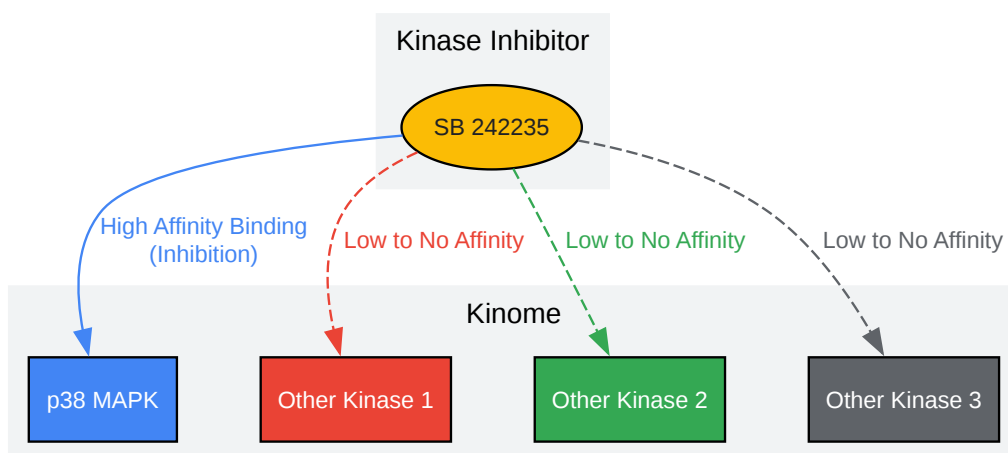 Kinase Inhibitor
SB 242235
High Affinity Binding
(Inhibition)
Low to No Affinity
Low to No Affinity
Low to No Affinity
Kinome
p38 MAPK
Other Kinase 1
Other Kinase 2
Other Kinase 3